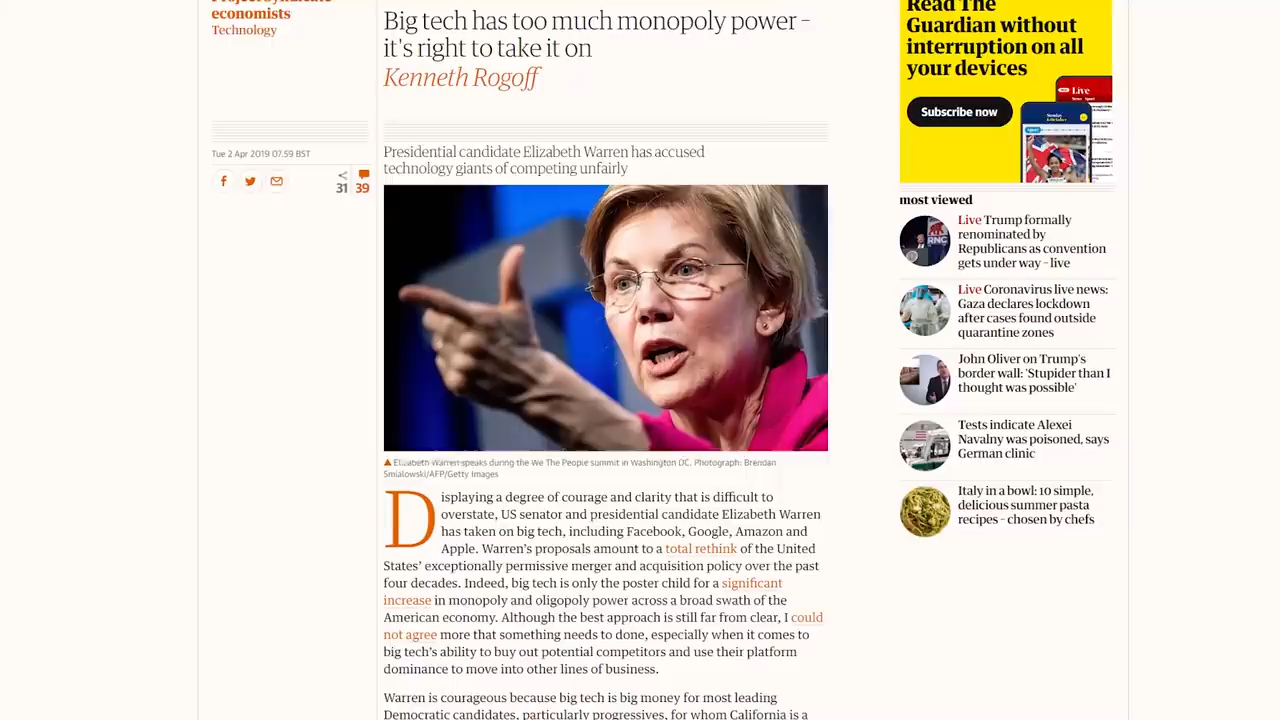 economists
Technology
Big tech has too much monopoly power –
it's right to take it on
Kenneth Rogoff
Tue 2 Apr 2019 07.59 BST
31 39
Presidential candidate Elizabeth Warren has accused
technology giants of competing unfairly
Elizabeth Warren speaks during the We The People summit in Washington DC. Photograph: Brendan
Smialowski/AFP/Getty Images
Displaying a degree of courage and clarity that is difficult to
overstate, US senator and presidential candidate Elizabeth Warren
has taken on big tech, including Facebook, Google, Amazon and
Apple. Warren's proposals amount to a total rethink of the United
States' exceptionally permissive merger and acquisition policy over the past
four decades. Indeed, big tech is only the poster child for a significant
increase in monopoly and oligopoly power across a broad swath of the
American economy. Although the best approach is still far from clear, I could
not agree more that something needs to done, especially when it comes to
big tech's ability to buy out potential competitors and use their platform
dominance to move into other lines of business.
Warren is courageous because big tech is big money for most leading
Democratic candidates, particularly progressives, for whom California is a
Read The
Guardian without
interruption on all
your devices
Subscribe now
Live
most viewed
Live Trump formally
renominated by
Republicans as convention
gets under way – live
RNC
Live Coronavirus live news:
Gaza declares lockdown
after cases found outside
quarantine zones
John Oliver on Trump's
border wall: 'Stupider than I
thought was possible'
Tests indicate Alexei
Navalny was poisoned, says
German clinic
Italy in a bowl: 10 simple,
delicious summer pasta
recipes – chosen by chefs